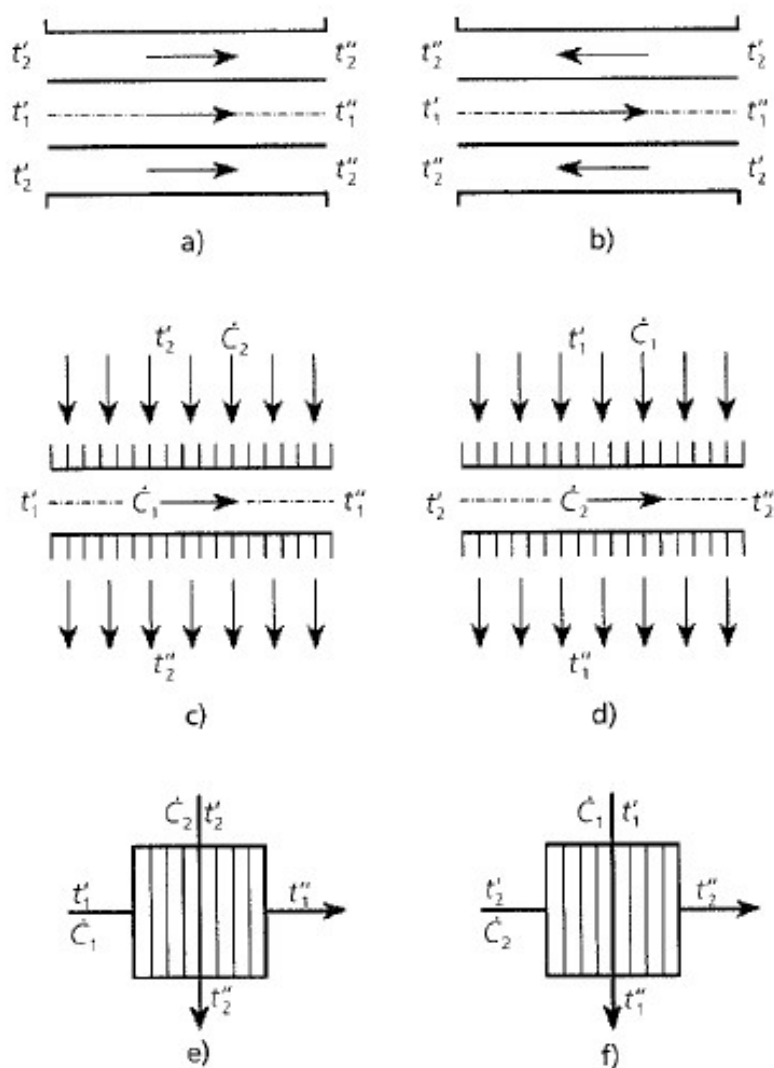 t′₂ t″₂ t″₂ t′₂
t′₁ t″₁ t′₁ t″₁
t′₂ t″₂ t″₂ t′₂
a) b)
t′₂ Ċ₂ t′₁ Ċ₁
t′₁ Ċ₁ t″₁ t′₂ Ċ₂ t″₂
t″₂ t″₁
c) d)
Ċ₂ t′₂ Ċ₁ t′₁
t′₁ t″₁ t′₂ t″₂
Ċ₁ Ċ₂
t″₂ t″₁
e) f)